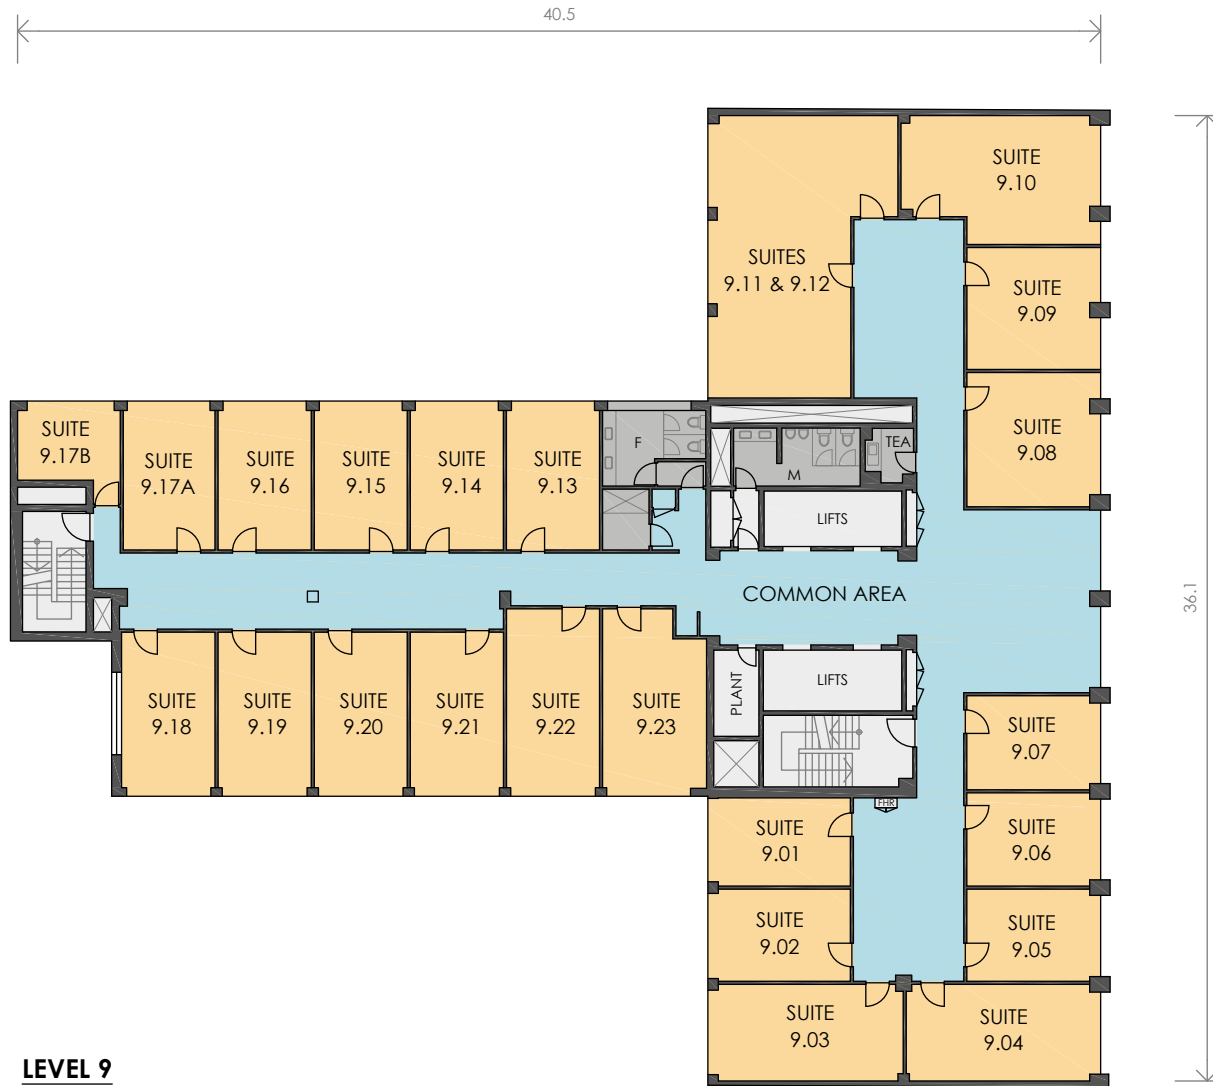 40.5
SUITE
9.10
SUITES
9.11 & 9.12
SUITE
9.09
SUITE
9.08
SUITE
9.17B
SUITE
9.17A
SUITE
9.16
SUITE
9.15
SUITE
9.14
SUITE
9.13
F
M
TEA
LIFTS
COMMON AREA
36.1
SUITE
9.18
SUITE
9.19
SUITE
9.20
SUITE
9.21
SUITE
9.22
SUITE
9.23
PLANT
LIFTS
SUITE
9.07
FHR
SUITE
9.01
SUITE
9.06
SUITE
9.02
SUITE
9.05
SUITE
9.03
SUITE
9.04
LEVEL 9